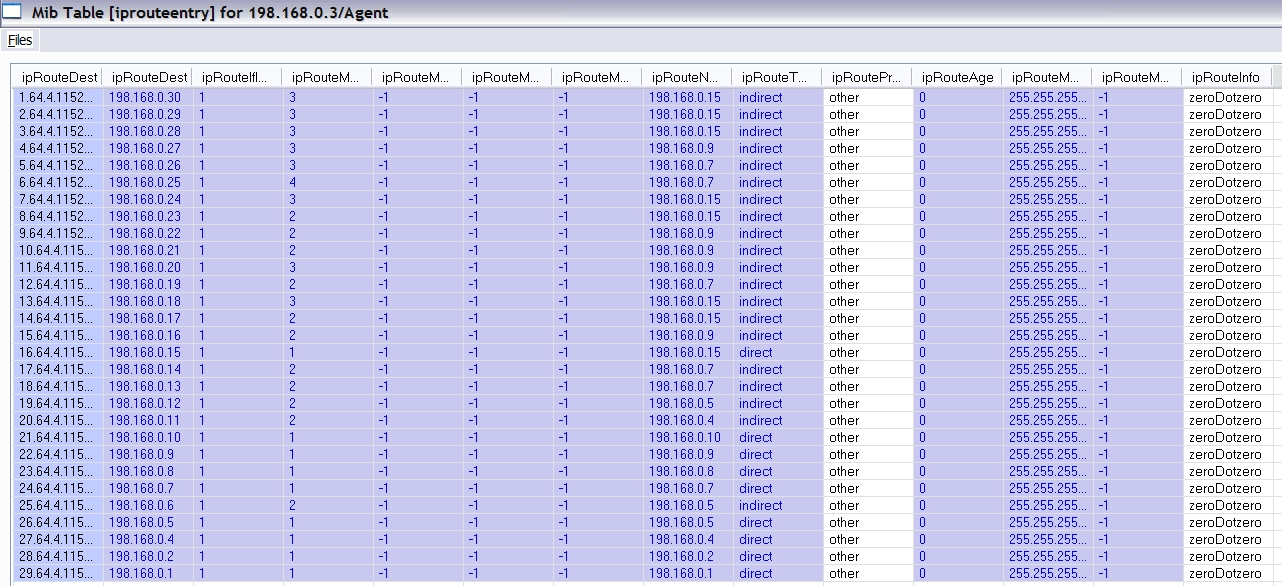 Mib Table [iprouteentry] for 198.168.0.3/Agent
Files
ipRouteDest ipRouteDest ipRouteIfI... ipRouteM... ipRouteM... ipRouteM... ipRouteM... ipRouteN... ipRouteT... ipRoutePr... ipRouteAge ipRouteM... ipRouteM... ipRouteInfo
1.64.4.1152... 198.168.0.30 1 3 -1 -1 -1 198.168.0.15 indirect other 0 255.255.255... -1 zeroDotzero
2.64.4.1152... 198.168.0.29 1 3 -1 -1 -1 198.168.0.15 indirect other 0 255.255.255... -1 zeroDotzero
3.64.4.1152... 198.168.0.28 1 3 -1 -1 -1 198.168.0.15 indirect other 0 255.255.255... -1 zeroDotzero
4.64.4.1152... 198.168.0.27 1 3 -1 -1 -1 198.168.0.9 indirect other 0 255.255.255... -1 zeroDotzero
5.64.4.1152... 198.168.0.26 1 3 -1 -1 -1 198.168.0.7 indirect other 0 255.255.255... -1 zeroDotzero
6.64.4.1152... 198.168.0.25 1 4 -1 -1 -1 198.168.0.7 indirect other 0 255.255.255... -1 zeroDotzero
7.64.4.1152... 198.168.0.24 1 3 -1 -1 -1 198.168.0.15 indirect other 0 255.255.255... -1 zeroDotzero
8.64.4.1152... 198.168.0.23 1 2 -1 -1 -1 198.168.0.15 indirect other 0 255.255.255... -1 zeroDotzero
9.64.4.1152... 198.168.0.22 1 2 -1 -1 -1 198.168.0.9 indirect other 0 255.255.255... -1 zeroDotzero
10.64.4.115... 198.168.0.21 1 2 -1 -1 -1 198.168.0.9 indirect other 0 255.255.255... -1 zeroDotzero
11.64.4.115... 198.168.0.20 1 3 -1 -1 -1 198.168.0.9 indirect other 0 255.255.255... -1 zeroDotzero
12.64.4.115... 198.168.0.19 1 2 -1 -1 -1 198.168.0.7 indirect other 0 255.255.255... -1 zeroDotzero
13.64.4.115... 198.168.0.18 1 3 -1 -1 -1 198.168.0.15 indirect other 0 255.255.255... -1 zeroDotzero
14.64.4.115... 198.168.0.17 1 2 -1 -1 -1 198.168.0.15 indirect other 0 255.255.255... -1 zeroDotzero
15.64.4.115... 198.168.0.16 1 2 -1 -1 -1 198.168.0.9 indirect other 0 255.255.255... -1 zeroDotzero
16.64.4.115... 198.168.0.15 1 1 -1 -1 -1 198.168.0.15 direct other 0 255.255.255... -1 zeroDotzero
17.64.4.115... 198.168.0.14 1 2 -1 -1 -1 198.168.0.7 indirect other 0 255.255.255... -1 zeroDotzero
18.64.4.115... 198.168.0.13 1 2 -1 -1 -1 198.168.0.7 indirect other 0 255.255.255... -1 zeroDotzero
19.64.4.115... 198.168.0.12 1 2 -1 -1 -1 198.168.0.5 indirect other 0 255.255.255... -1 zeroDotzero
20.64.4.115... 198.168.0.11 1 2 -1 -1 -1 198.168.0.4 indirect other 0 255.255.255... -1 zeroDotzero
21.64.4.115... 198.168.0.10 1 1 -1 -1 -1 198.168.0.10 direct other 0 255.255.255... -1 zeroDotzero
22.64.4.115... 198.168.0.9 1 1 -1 -1 -1 198.168.0.9 direct other 0 255.255.255... -1 zeroDotzero
23.64.4.115... 198.168.0.8 1 1 -1 -1 -1 198.168.0.8 direct other 0 255.255.255... -1 zeroDotzero
24.64.4.115... 198.168.0.7 1 1 -1 -1 -1 198.168.0.7 direct other 0 255.255.255... -1 zeroDotzero
25.64.4.115... 198.168.0.6 1 2 -1 -1 -1 198.168.0.5 indirect other 0 255.255.255... -1 zeroDotzero
26.64.4.115... 198.168.0.5 1 1 -1 -1 -1 198.168.0.5 direct other 0 255.255.255... -1 zeroDotzero
27.64.4.115... 198.168.0.4 1 1 -1 -1 -1 198.168.0.4 direct other 0 255.255.255... -1 zeroDotzero
28.64.4.115... 198.168.0.2 1 1 -1 -1 -1 198.168.0.2 direct other 0 255.255.255... -1 zeroDotzero
29.64.4.115... 198.168.0.1 1 1 -1 -1 -1 198.168.0.1 direct other 0 255.255.255... -1 zeroDotzero